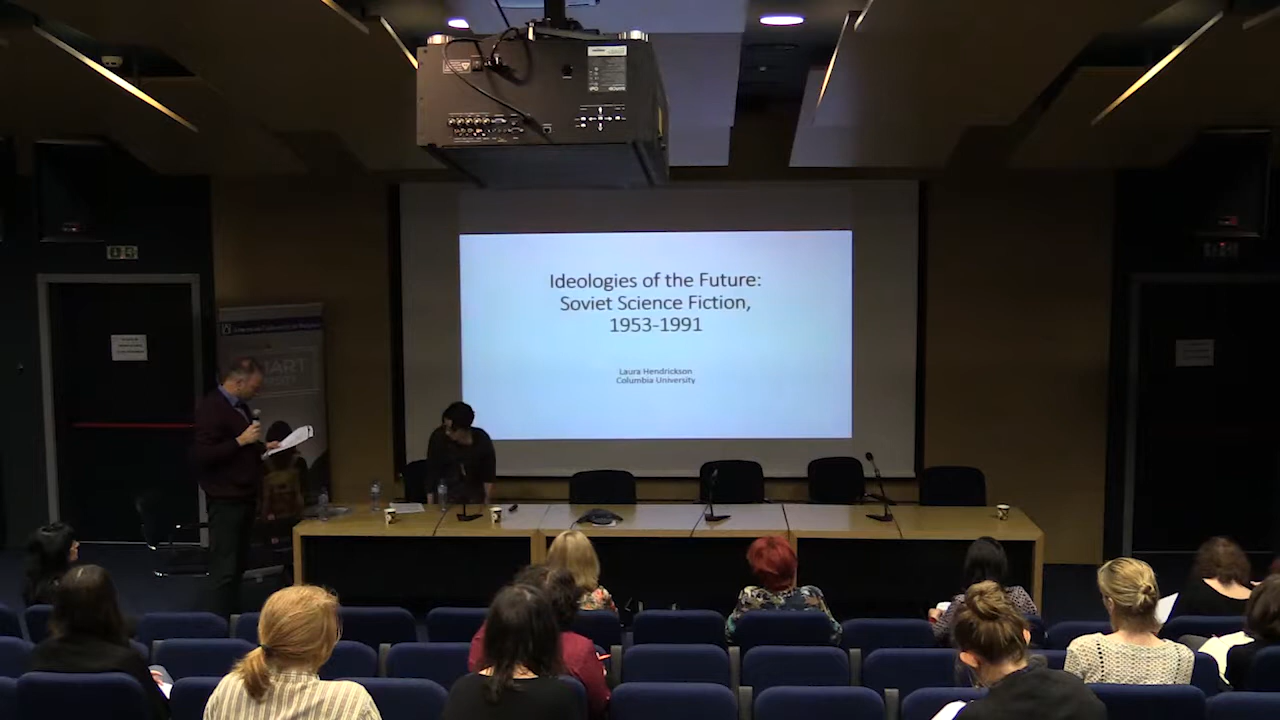 Ideologies of the Future:
Soviet Science Fiction,
1953-1991
Laura Hendrickson
Columbia University